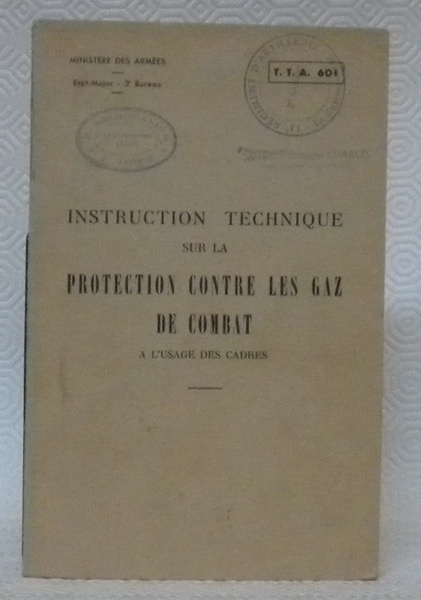 MINISTÈRE DES ARMÉES
Etat-Major - 3e Bureau
T. T. A. 601
INSTRUCTION TECHNIQUE
SUR LA
PROTECTION CONTRE LES GAZ
DE COMBAT
A L'USAGE DES CADRES